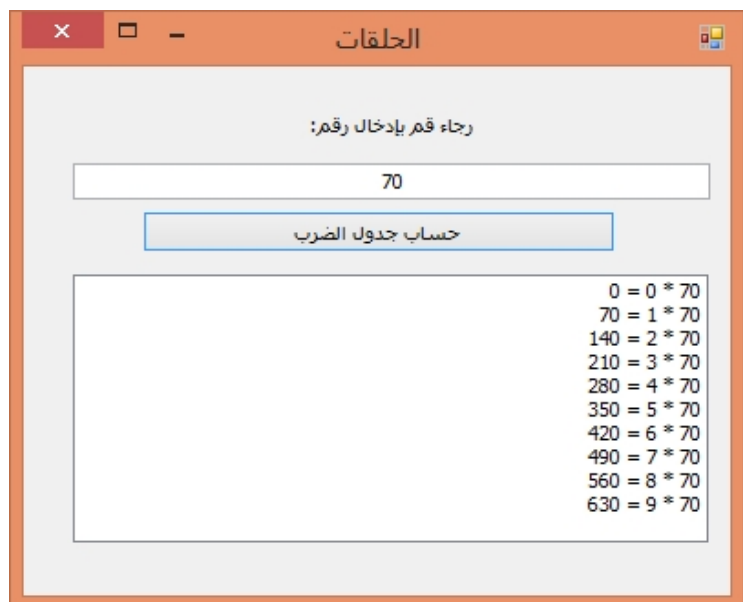 الحلقات
رجاء قم بإدخال رقم:
70
حساب جدول الضرب
70 * 0 = 0
70 * 1 = 70
70 * 2 = 140
70 * 3 = 210
70 * 4 = 280
70 * 5 = 350
70 * 6 = 420
70 * 7 = 490
70 * 8 = 560
70 * 9 = 630